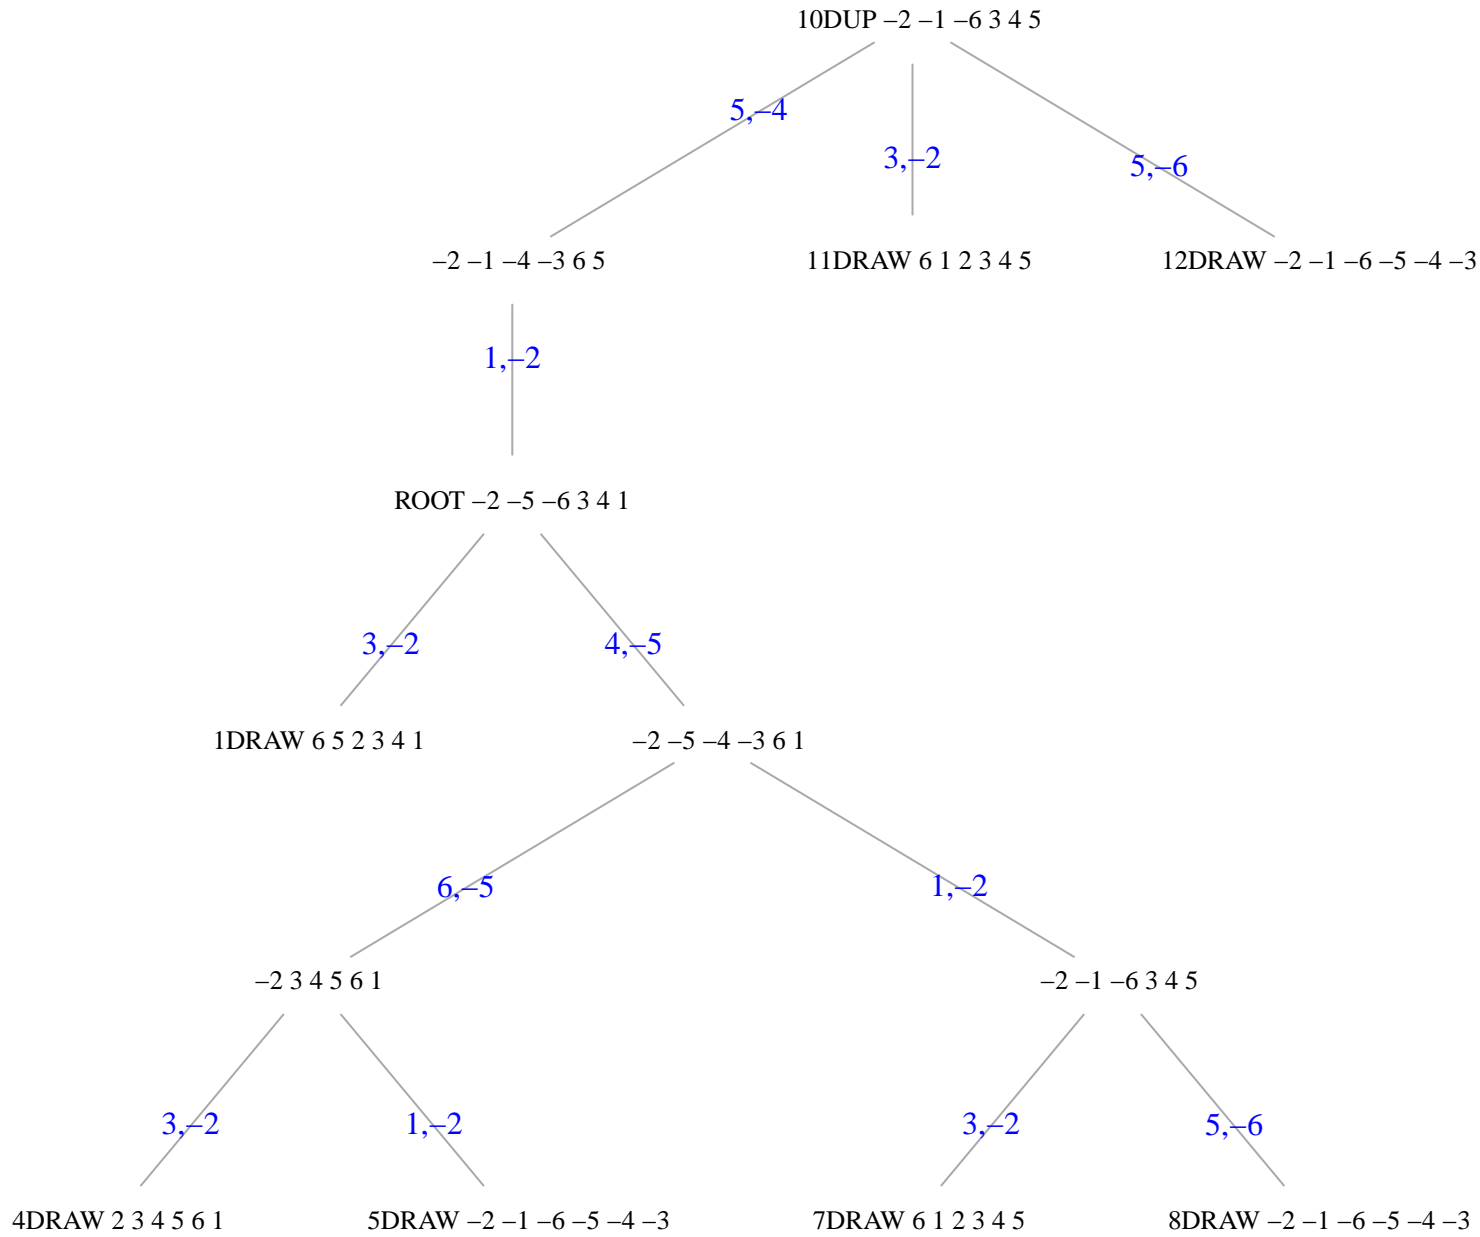 10DUP –2 –1 –6 3 4 5
5,–4
3,–2
5,–6
–2 –1 –4 –3 6 5
11DRAW 6 1 2 3 4 5
12DRAW –2 –1 –6 –5 –4 –3
1,–2
ROOT –2 –5 –6 3 4 1
3,–2
4,–5
1DRAW 6 5 2 3 4 1
–2 –5 –4 –3 6 1
6,–5
1,–2
–2 3 4 5 6 1
–2 –1 –6 3 4 5
3,–2
1,–2
3,–2
5,–6
4DRAW 2 3 4 5 6 1
5DRAW –2 –1 –6 –5 –4 –3
7DRAW 6 1 2 3 4 5
8DRAW –2 –1 –6 –5 –4 –3